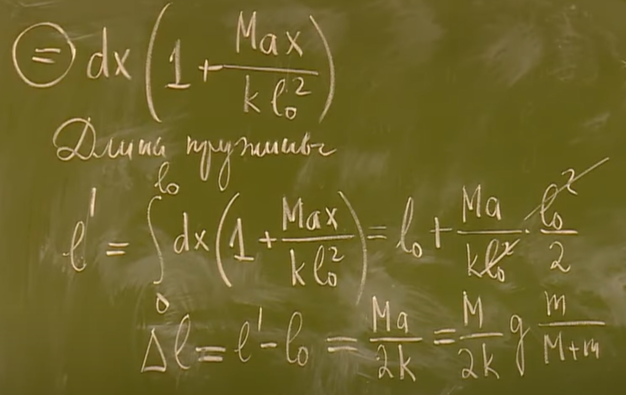 = dx(1 + Max/kl₀²)
Длина пружины
l' = ∫₀^l₀ dx(1 + Max/kl₀²) = l₀ + Ma/kl₀² · l₀²/2
Δl = l' - l₀ = Ma/2k = M/2k g m/M+m